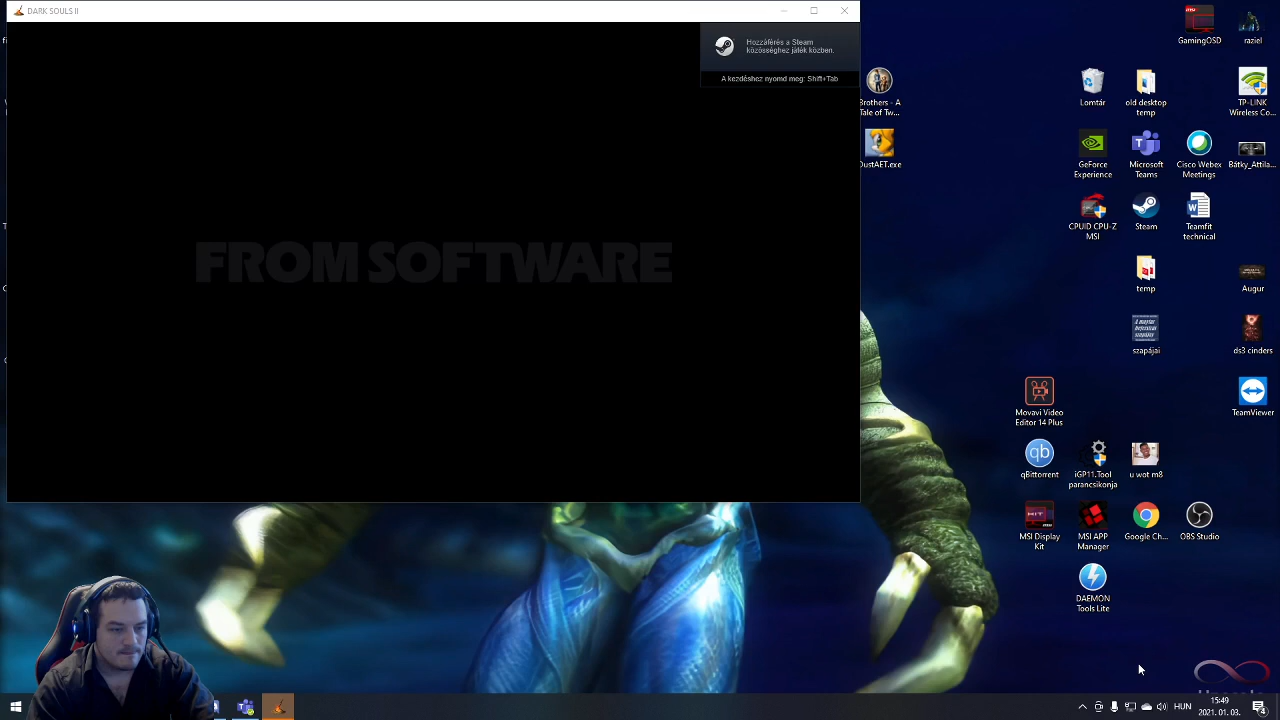 DARK SOULS II
Hozzáférés a Steam
közösséghez játék közben.
A kezdéshez nyomd meg: Shift+Tab
FROM SOFTWARE
GamingOSD
raziel
Brothers - A
Tale of Tw...
Lomtár
old desktop
temp
TP-LINK
Wireless Co...
DustAET.exe
GeForce
Experience
Microsoft
Teams
Cisco Webex
Meetings
Bátky_Attila...
CPUID CPU-Z
MSI
Steam
Teamfit
technical
temp
Augur
szapájai
ds3 cinders
Movavi Video
Editor 14 Plus
TeamViewer
qb
qBittorrent
iGP11.Tool
parancsikonja
u wot m8
MSI Display
Kit
MSI APP
Manager
Google Ch...
OBS Studio
DAEMON
Tools Lite
HUN
15:49
2021. 01. 03.
4